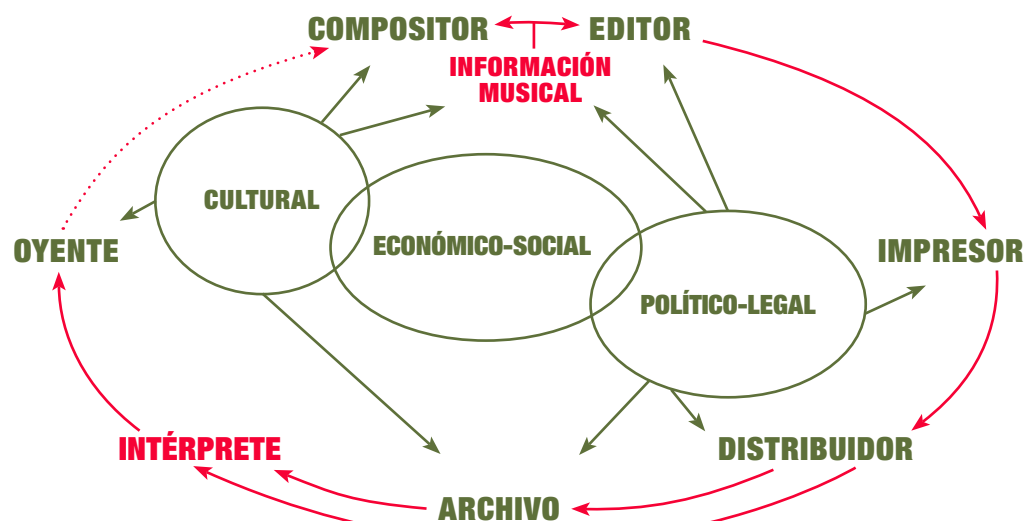 COMPOSITOR EDITOR
INFORMACIÓN
MUSICAL
CULTURAL
ECONÓMICO-SOCIAL
OYENTE
IMPRESOR
POLÍTICO-LEGAL
INTÉRPRETE
DISTRIBUIDOR
ARCHIVO